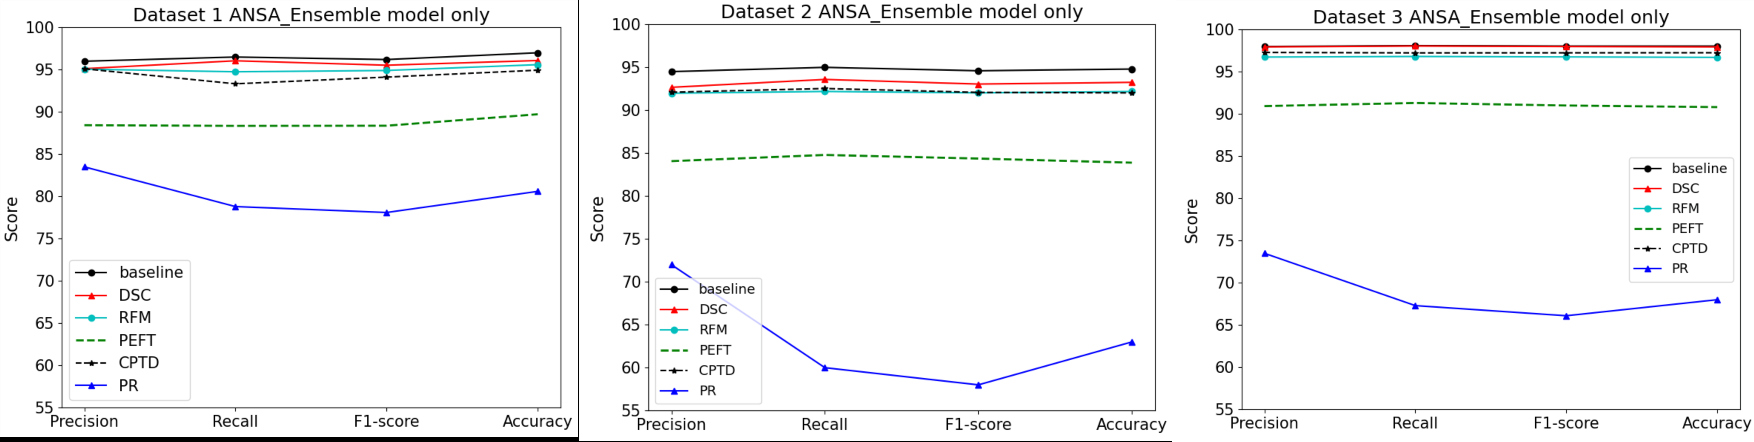 Dataset 1 ANSA_Ensemble model only
100
95
90
85
80
75
70
65
60
55
Score
baseline
DSC
RFM
PEFT
CPTD
PR
Precision Recall F1-score Accuracy
Dataset 2 ANSA_Ensemble model only
100
95
90
85
80
75
70
65
60
55
Score
baseline
DSC
RFM
PEFT
CPTD
PR
Precision Recall F1-score Accuracy
Dataset 3 ANSA_Ensemble model only
100
95
90
85
80
75
70
65
60
55
Score
baseline
DSC
RFM
PEFT
CPTD
PR
Precision Recall F1-score Accuracy